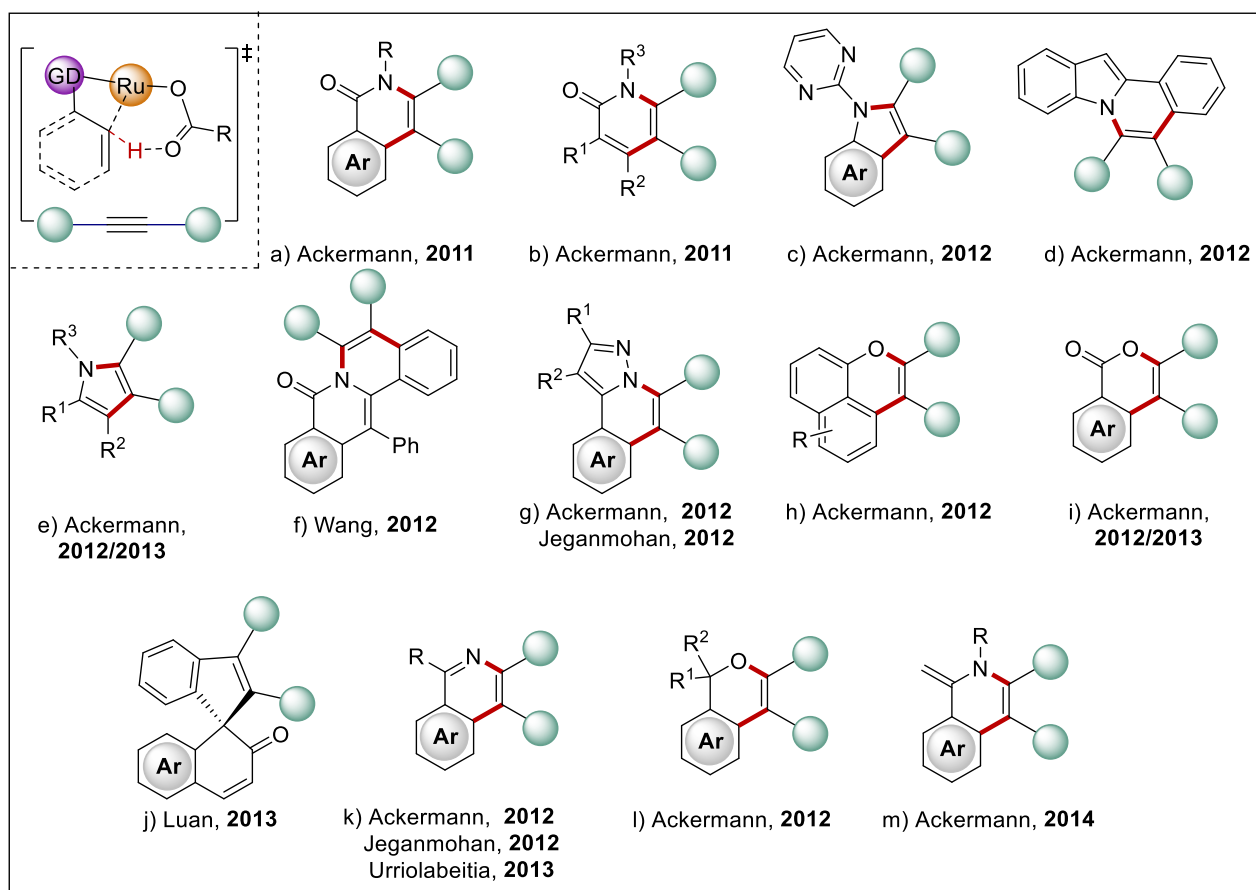 ‡
GD
Ru
O
O
R
H
R
N
O
Ar
a) Ackermann, 2011
R³
N
O
R¹
R²
b) Ackermann, 2011
N
N
N
Ar
c) Ackermann, 2012
N
d) Ackermann, 2012
R³
N
R¹
R²
e) Ackermann,
2012/2013
O
N
Ar
Ph
f) Wang, 2012
R¹
N
R²
N
Ar
g) Ackermann, 2012
Jeganmohan, 2012
O
R
h) Ackermann, 2012
O
O
Ar
i) Ackermann,
2012/2013
O
Ar
j) Luan, 2013
R
N
Ar
k) Ackermann, 2012
Jeganmohan, 2012
Urriolabeitia, 2013
R²
R¹
O
Ar
l) Ackermann, 2012
R
N
Ar
m) Ackermann, 2014